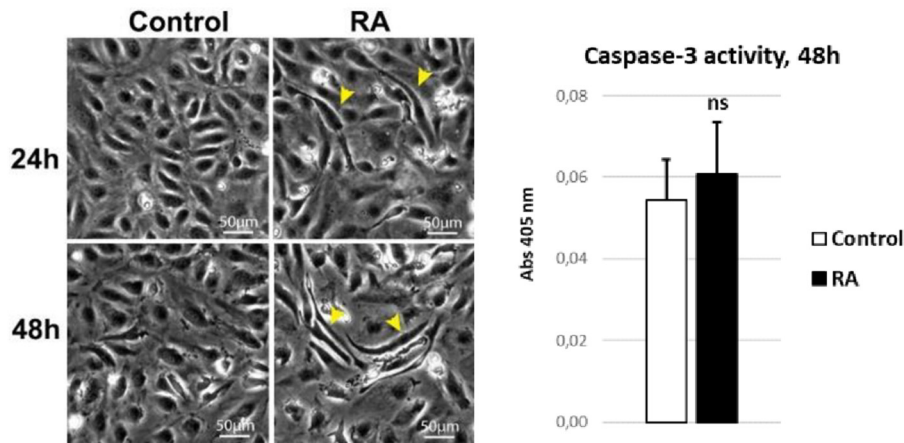 Control RA
24h
50µm 50µm
48h
50µm 50µm
Caspase-3 activity, 48h
0,08
ns
0,06
0,04
0,02
0,00
Abs 405 nm
Control
RA